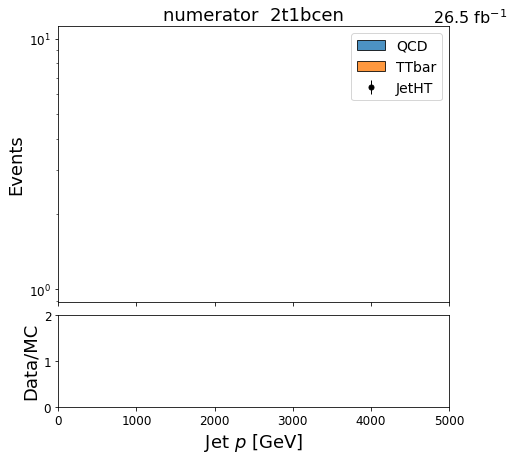 numerator 2t1bcen
26.5 fb⁻¹
QCD
TTbar
JetHT
Events
10¹
10⁰
Data/MC
2
1
0
0 1000 2000 3000 4000 5000
Jet p [GeV]